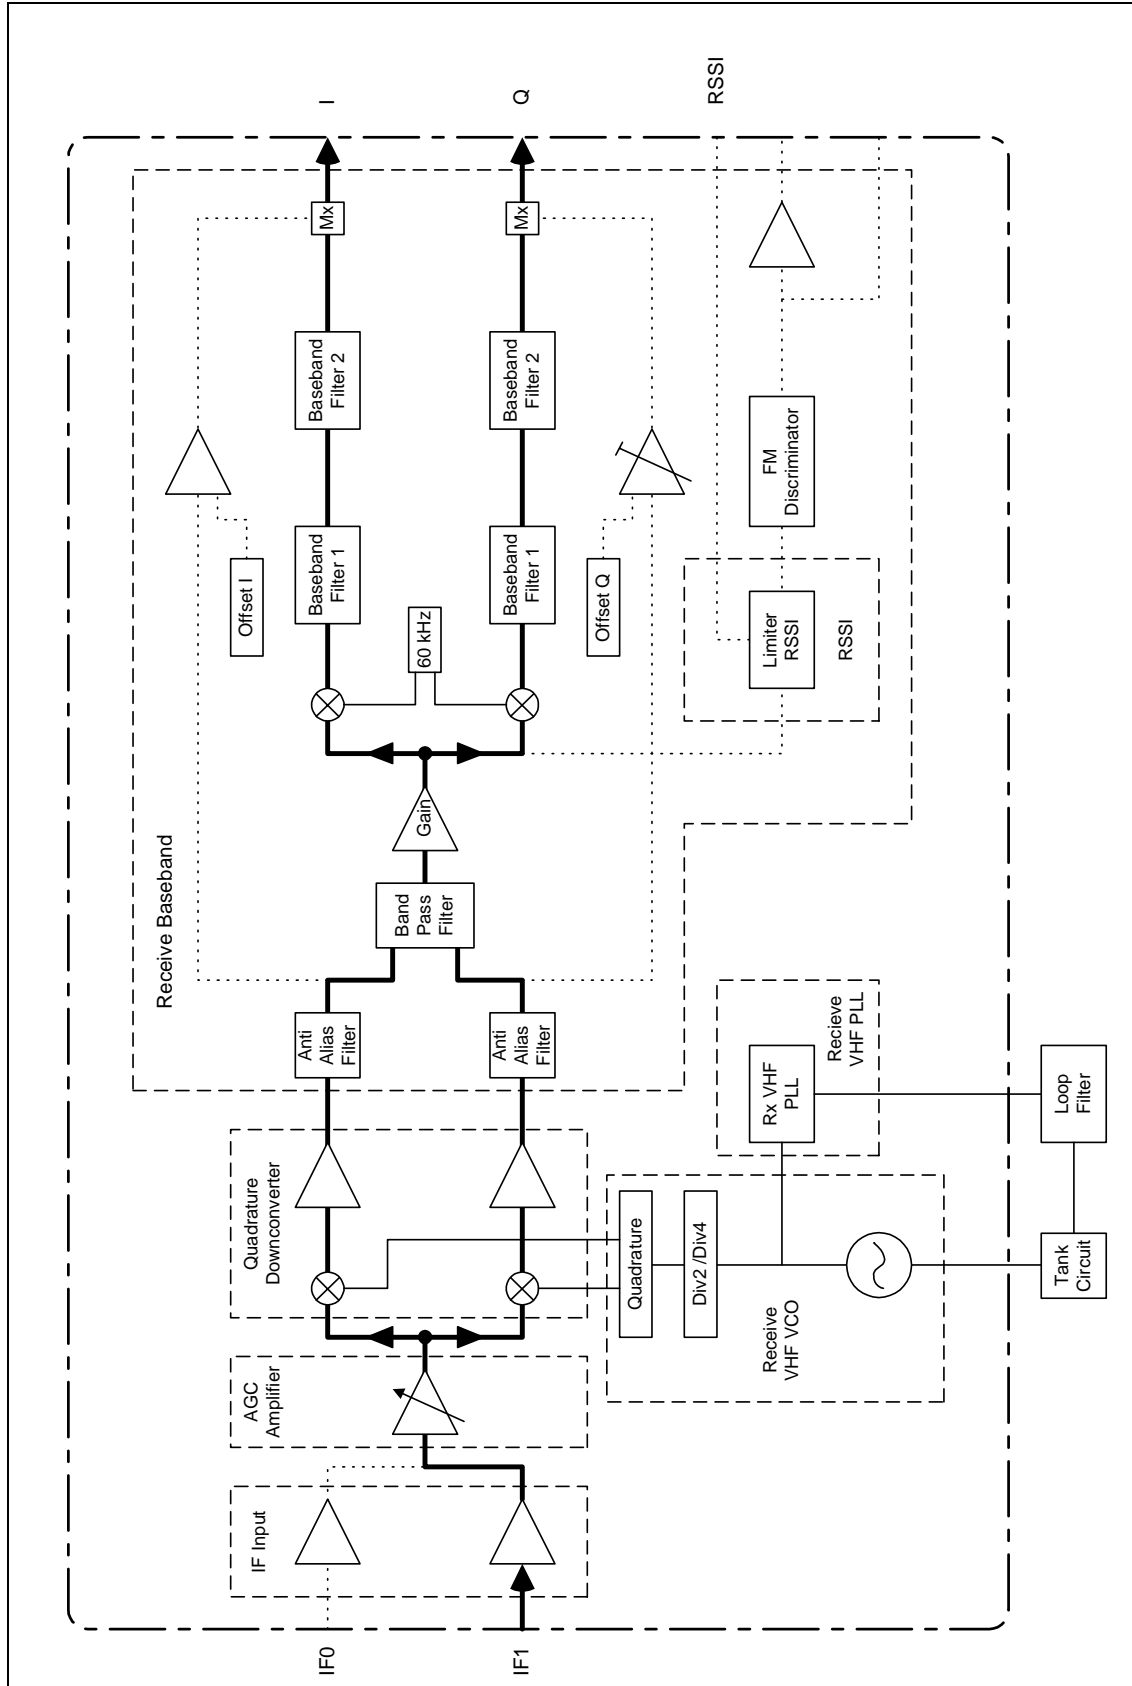 I
Q
RSSI
Receive Baseband
Mx
Mx
Baseband
Filter 2
Baseband
Filter 2
Baseband
Filter 1
Baseband
Filter 1
Offset I
Offset Q
60 kHz
FM
Discriminator
Limiter
RSSI
RSSI
Gain
Band
Pass
Filter
Anti
Alias
Filter
Anti
Alias
Filter
Quadrature
Downconverter
Recieve
VHF PLL
Rx VHF
PLL
Loop
Filter
Quadrature
Div2 /Div4
Receive
VHF VCO
Tank
Circuit
AGC
Amplifier
IF Input
IF0
IF1